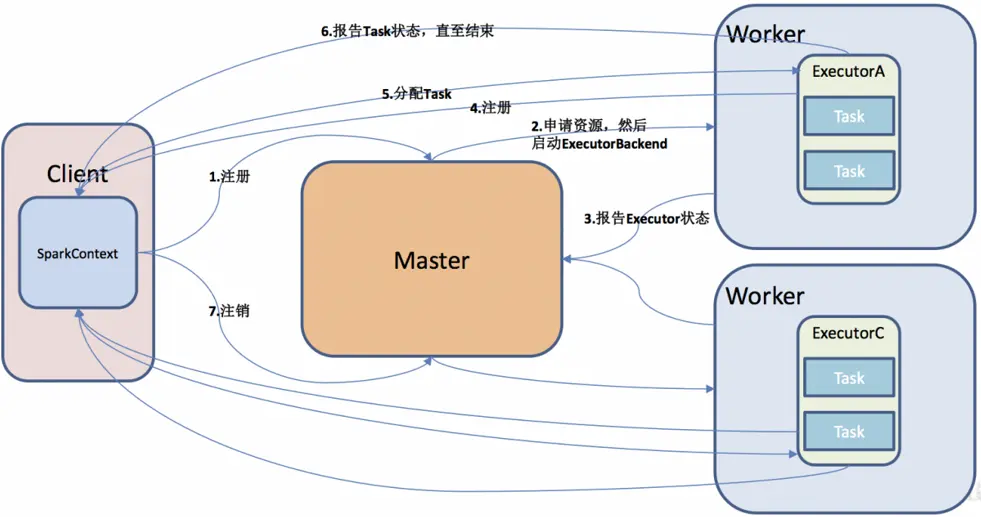 6.报告Task状态，直至结束
Worker
ExecutorA
Task
Task
5.分配Task
4.注册
2.申请资源，然后
启动ExecutorBackend
Client
SparkContext
1.注册
Master
3.报告Executor状态
7.注销
Worker
ExecutorC
Task
Task